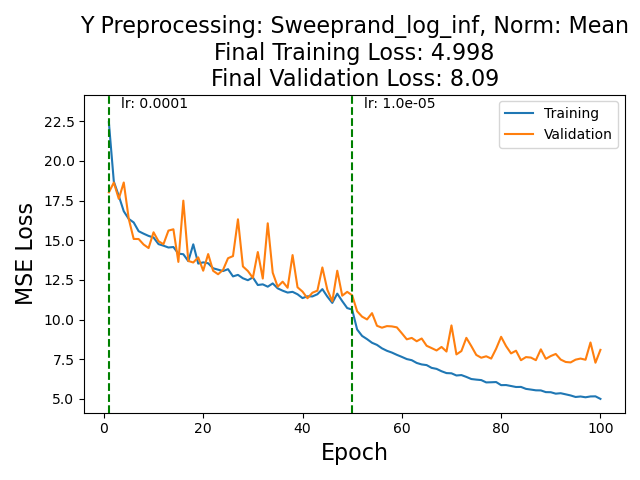 Y Preprocessing: Sweeprand_log_inf, Norm: Mean
Final Training Loss: 4.998
Final Validation Loss: 8.09
lr: 0.0001
lr: 1.0e-05
Training
Validation
22.5
20.0
17.5
15.0
12.5
10.0
7.5
5.0
MSE Loss
0
20
40
60
80
100
Epoch